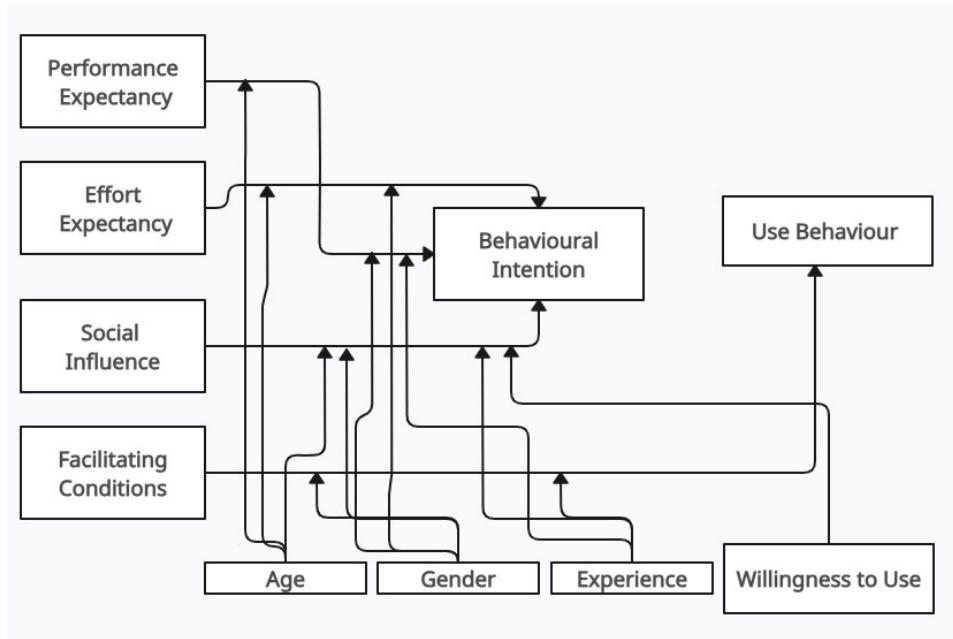 Performance
Expectancy
Effort
Expectancy
Social
Influence
Facilitating
Conditions
Behavioural
Intention
Use Behaviour
Age
Gender
Experience
Willingness to Use